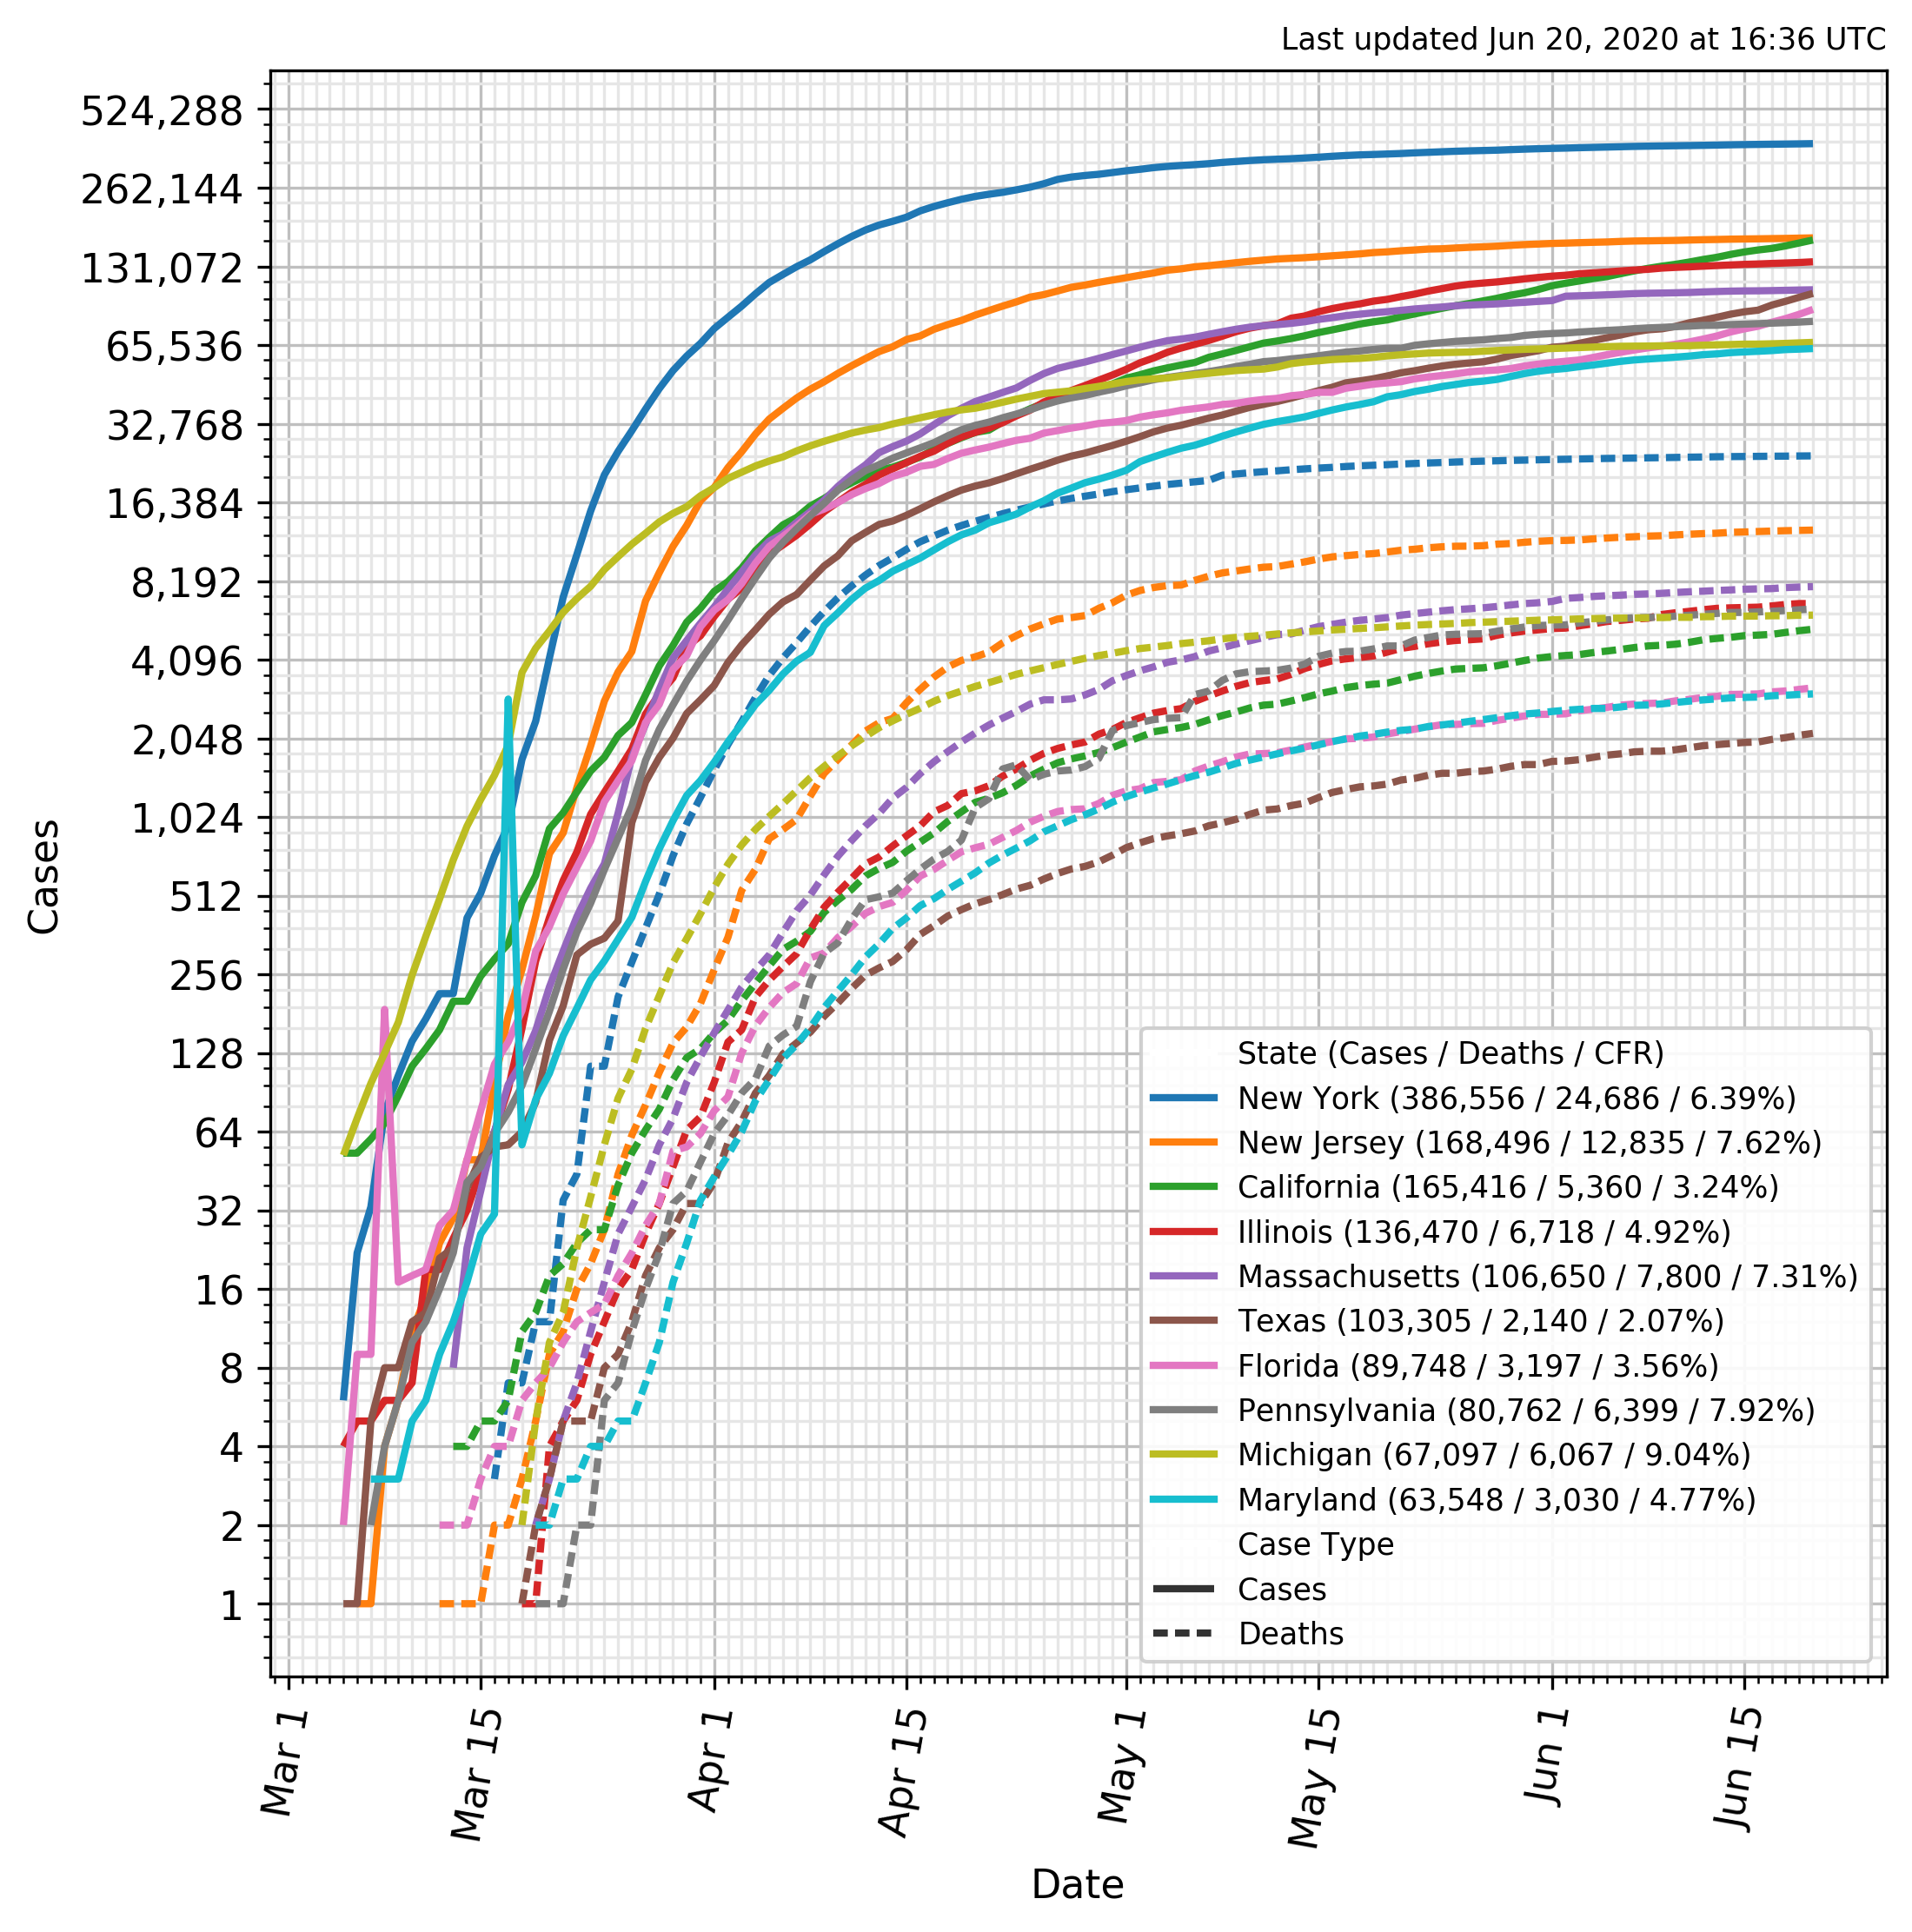 Last updated Jun 20, 2020 at 16:36 UTC
524,288
262,144
131,072
65,536
32,768
16,384
8,192
4,096
2,048
1,024
512
256
128
64
32
16
8
4
2
1
Cases
State (Cases / Deaths / CFR)
New York (386,556 / 24,686 / 6.39%)
New Jersey (168,496 / 12,835 / 7.62%)
California (165,416 / 5,360 / 3.24%)
Illinois (136,470 / 6,718 / 4.92%)
Massachusetts (106,650 / 7,800 / 7.31%)
Texas (103,305 / 2,140 / 2.07%)
Florida (89,748 / 3,197 / 3.56%)
Pennsylvania (80,762 / 6,399 / 7.92%)
Michigan (67,097 / 6,067 / 9.04%)
Maryland (63,548 / 3,030 / 4.77%)
Case Type
Cases
Deaths
Mar 1
Mar 15
Apr 1
Apr 15
May 1
May 15
Jun 1
Jun 15
Date